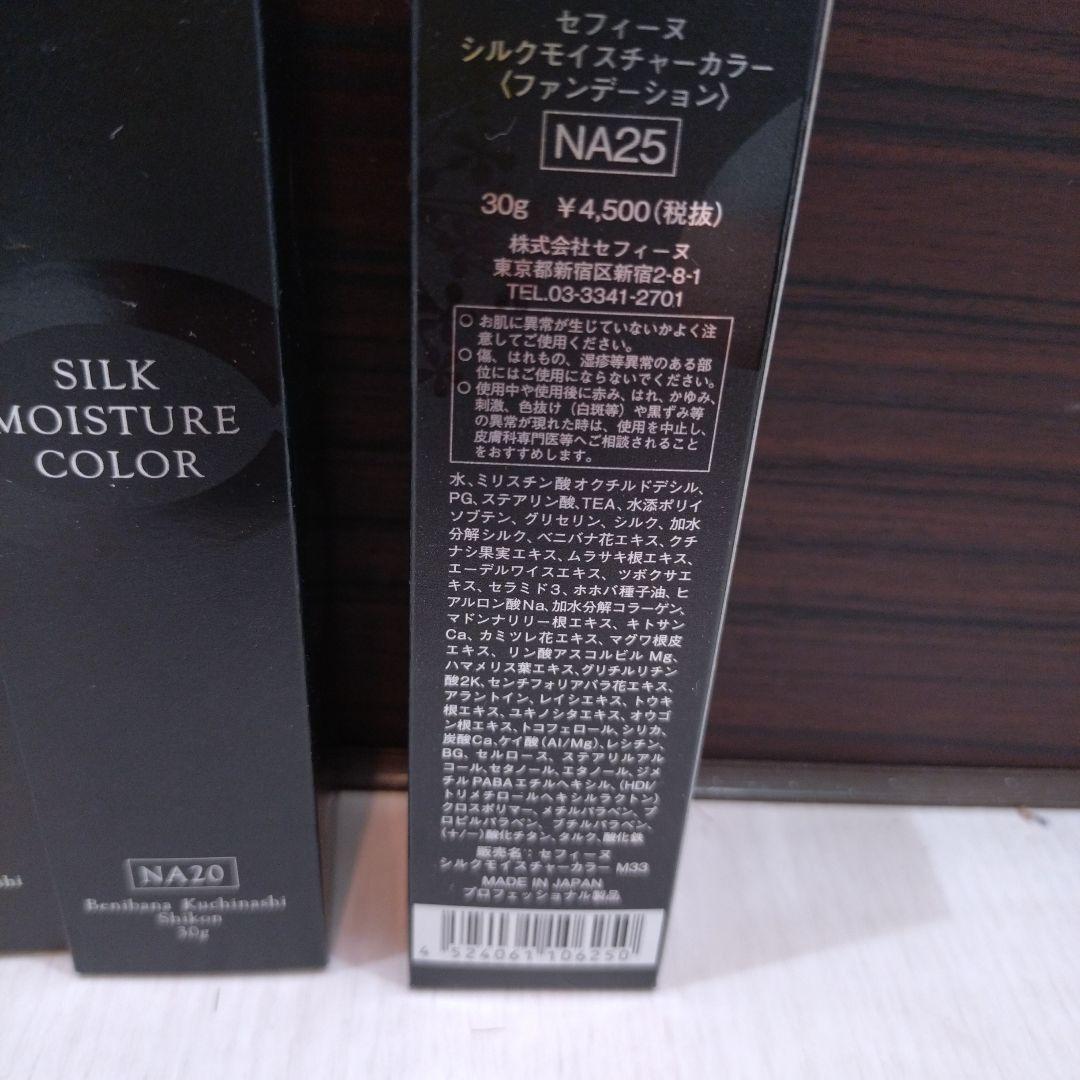 SILK
MOISTURE
COLOR
NA20
Benibana Kuchinashi
Shikon
30g
セフィーヌ
シルクモイスチャーカラー
〈ファンデーション〉
NA25
30g ￥4,500(税抜)
株式会社セフィーヌ
東京都新宿区新宿2-8-1
TEL.03-3341-2701
○ お肌に異常が生じていないかよく注
意してご使用ください。
○ 傷、はれもの、湿疹等異常のある部
位にはご使用にならないでください。
○ 使用中や使用後に赤み、はれ、かゆみ、
刺激、色抜け（白斑等）や黒ずみ等
の異常が現れた時は、使用を中止し、
皮膚科専門医等へご相談されること
をおすすめします。
水、ミリスチン酸オクチルドデシル、
PG、ステアリン酸、TEA、水添ポリイ
ソブテン、グリセリン、シルク、加水
分解シルク、ベニバナ花エキス、クチ
ナシ果実エキス、ムラサキ根エキス、
エーデルワイスエキス、ツボクサエ
キス、セラミド3、ホホバ種子油、ヒ
アルロン酸Na、加水分解コラーゲン、
マドンナリリー根エキス、キトサン
Ca、カミツレ花エキス、マグワ根皮
エキス、リン酸アスコルビルMg、
ハマメリス葉エキス、グリチルリチン
酸2K、センチフォリアバラ花エキス、
アラントイン、レイシエキス、トウキ
根エキス、ユキノシタエキス、オウゴ
ン根エキス、トコフェロール、シリカ、
炭酸Ca、ケイ酸(Al/Mg)、レシチン、
BG、セルロース、ステアリルアル
コール、セタノール、エタノール、ジメ
チルPABAエチルヘキシル、(HDI/
トリメチロールヘキシルラクトン)
クロスポリマー、メチルパラベン、プ
ロピルパラベン、ブチルパラベン、
(+/−)酸化チタン、タルク、酸化鉄
販売名：セフィーヌ
シルクモイスチャーカラー M33
MADE IN JAPAN
プロフェッショナル製品
4 524061 106250